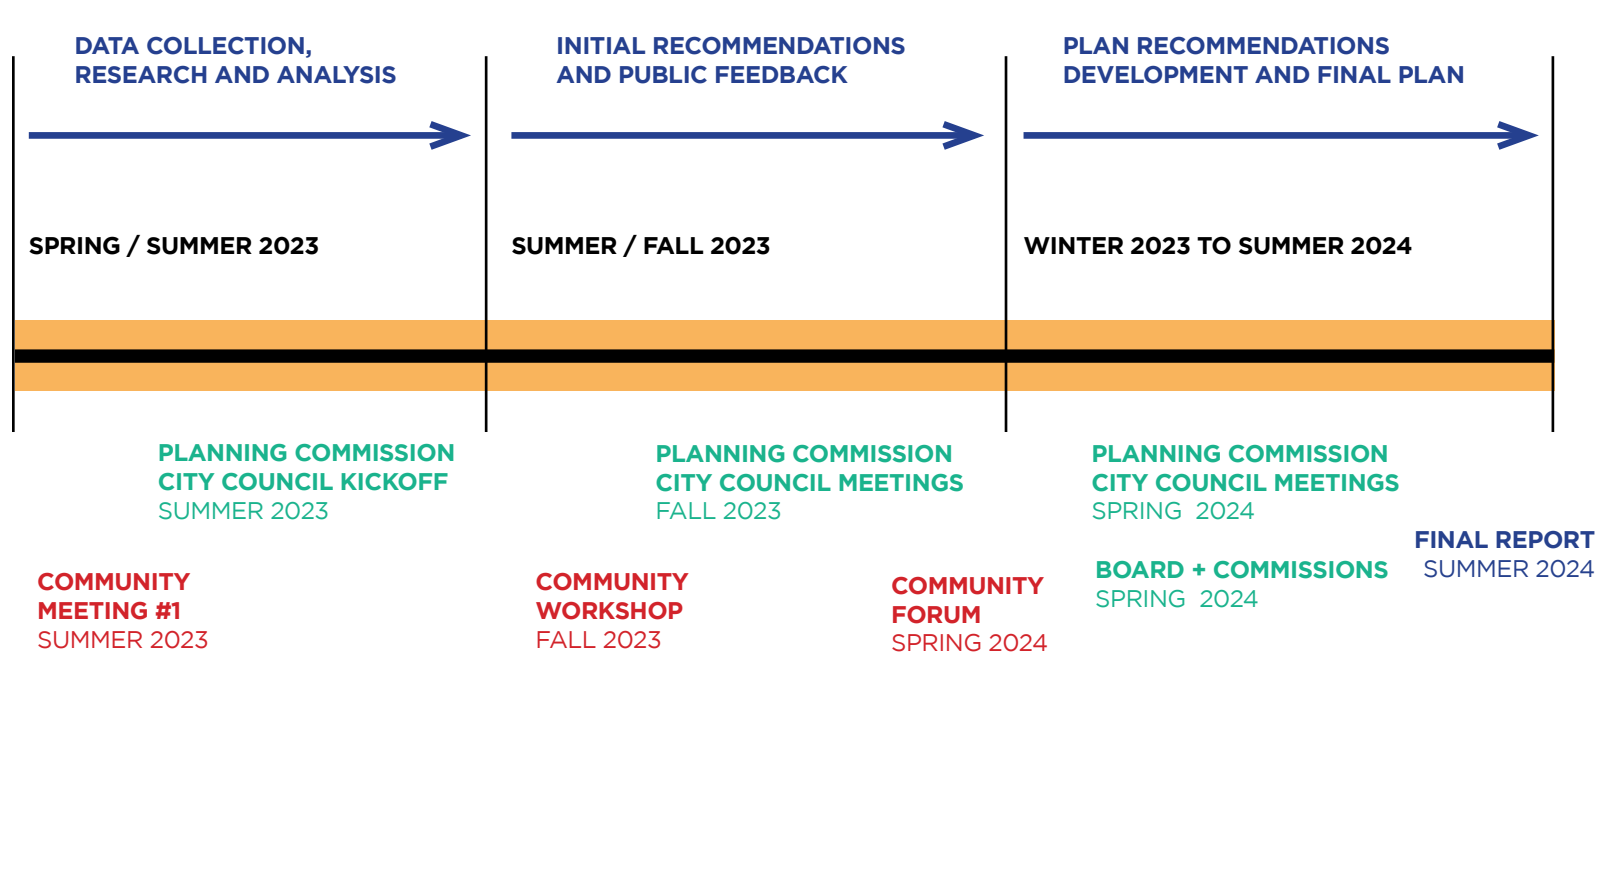 DATA COLLECTION,
RESEARCH AND ANALYSIS
INITIAL RECOMMENDATIONS
AND PUBLIC FEEDBACK
PLAN RECOMMENDATIONS
DEVELOPMENT AND FINAL PLAN
SPRING / SUMMER 2023
SUMMER / FALL 2023
WINTER 2023 TO SUMMER 2024
PLANNING COMMISSION
CITY COUNCIL KICKOFF
SUMMER 2023
PLANNING COMMISSION
CITY COUNCIL MEETINGS
FALL 2023
PLANNING COMMISSION
CITY COUNCIL MEETINGS
SPRING 2024
FINAL REPORT
SUMMER 2024
COMMUNITY
MEETING #1
SUMMER 2023
COMMUNITY
WORKSHOP
FALL 2023
COMMUNITY
FORUM
SPRING 2024
BOARD + COMMISSIONS
SPRING 2024